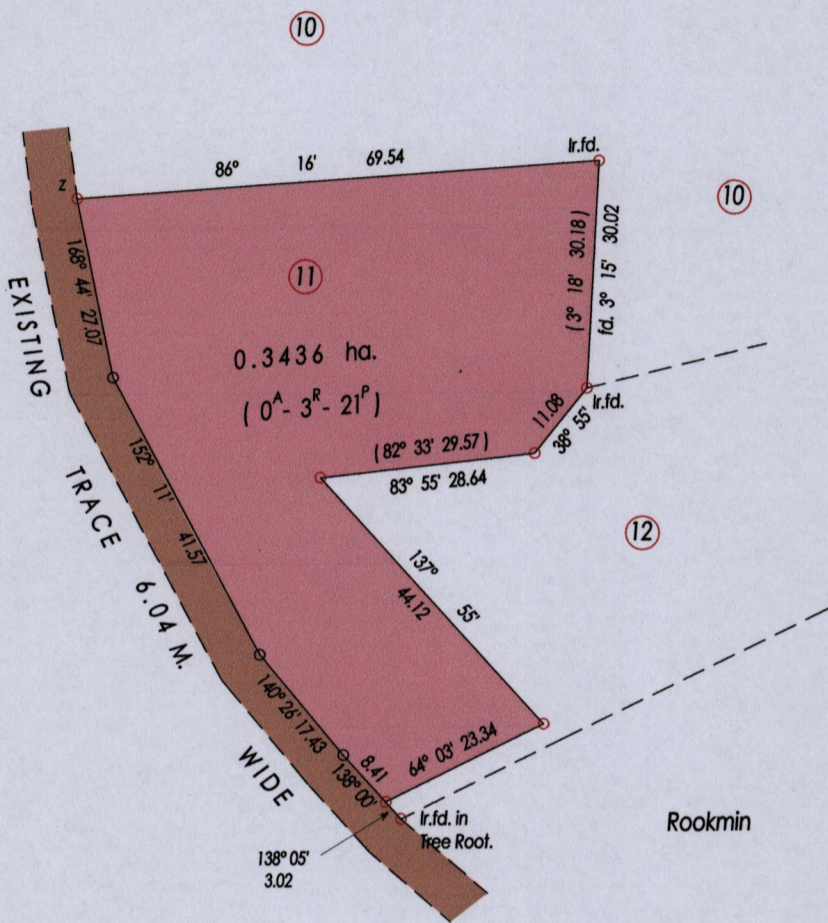 10
86° 16' 69.54
Ir.fd.
Z
10
(3° 18' 30.18)
fd. 3° 15' 30.02
168° 44' 27.07
11
EXISTING
0.3436 ha.
(0ᴬ- 3ᴿ- 21ᴾ)
Ir.fd.
11.08
38° 55'
(82° 33' 29.57)
83° 55' 28.64
152° 11' 41.57
TRACE 6.04 M.
12
137° 55'
44.12
140° 26' 17.43
8.41
138° 00'
64° 03' 23.34
WIDE
Ir.fd. in
Tree Root.
Rookmin
138° 05'
3.02